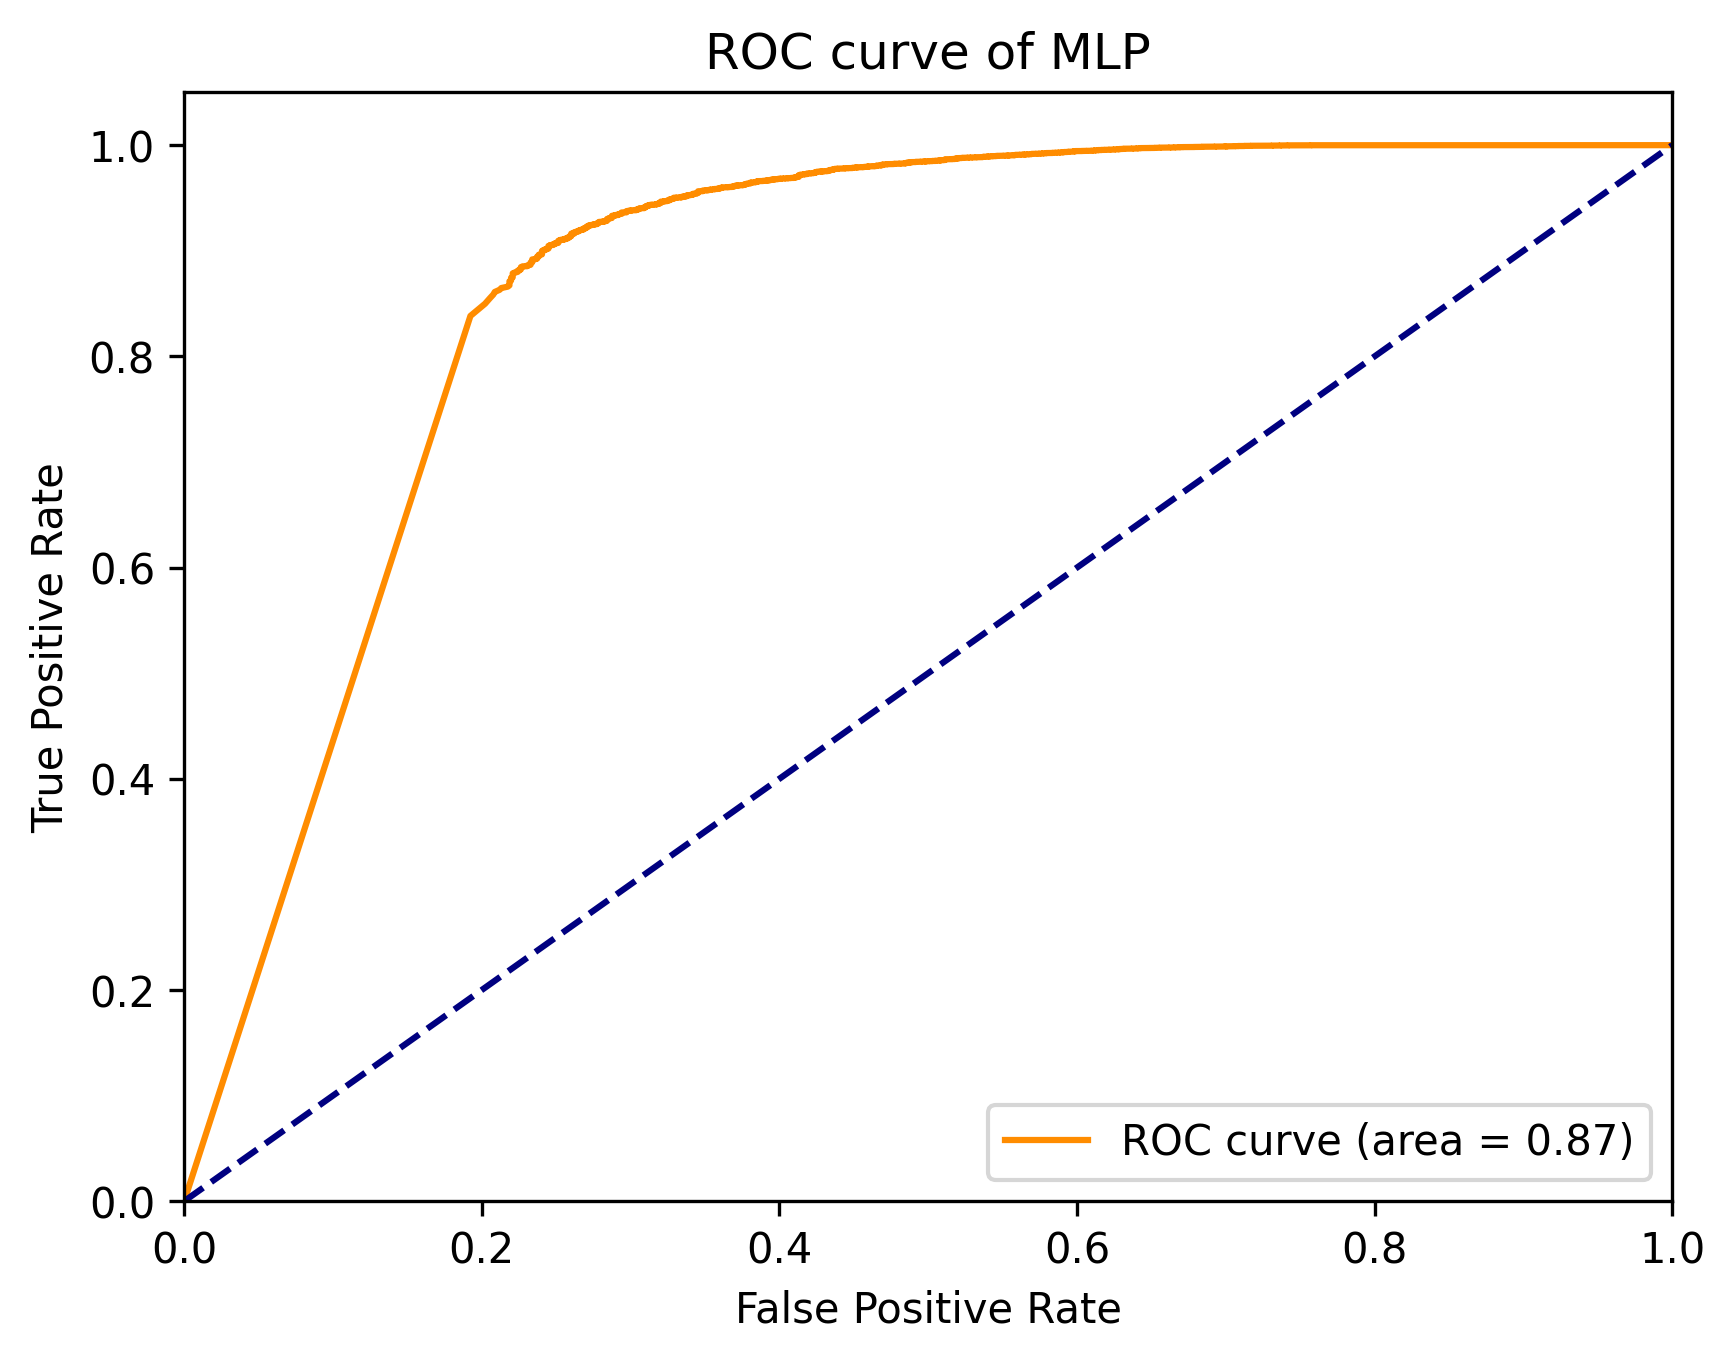 ROC curve of MLP
1.0
0.8
0.6
0.4
0.2
0.0
True Positive Rate
0.0 0.2 0.4 0.6 0.8 1.0
False Positive Rate
ROC curve (area = 0.87)